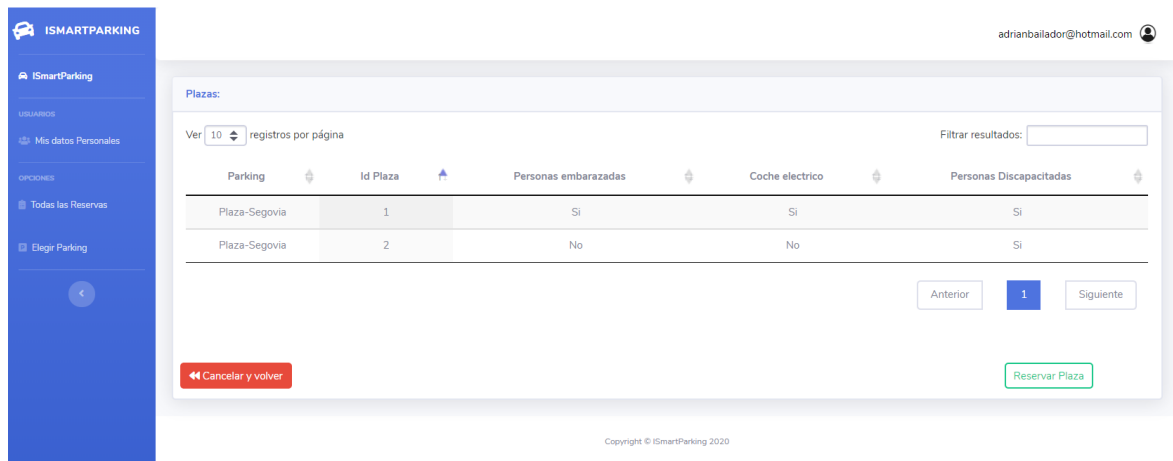 ISMARTPARKING
adrianbailador@hotmail.com
ISmartParking
USUARIOS
Mis datos Personales
OPCIONES
Todas las Reservas
Elegir Parking
Plazas:
Ver 10 registros por página
Filtrar resultados:
Parking Id Plaza Personas embarazadas Coche electrico Personas Discapacitadas
Plaza-Segovia 1 Si Si Si
Plaza-Segovia 2 No No Si
Anterior 1 Siguiente
Cancelar y volver
Reservar Plaza
Copyright © ISmartParking 2020